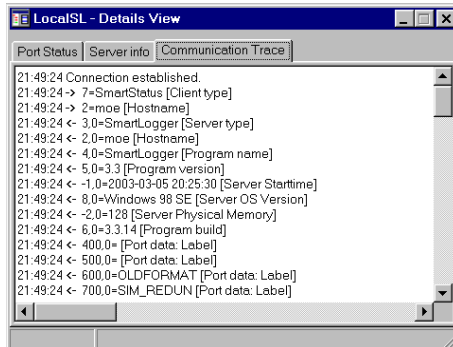 LocalSL - Details View
Port Status Server info Communication Trace
21:49:24 Connection established.
21:49:24 -> 7=SmartStatus [Client type]
21:49:24 -> 2=moe [Hostname]
21:49:24 <- 3,0=SmartLogger [Server type]
21:49:24 <- 2,0=moe [Hostname]
21:49:24 <- 4,0=SmartLogger [Program name]
21:49:24 <- 5,0=3.3 [Program version]
21:49:24 <- -1,0=2003-03-05 20:25:30 [Server Starttime]
21:49:24 <- 8,0=Windows 98 SE [Server OS Version]
21:49:24 <- -2,0=128 [Server Physical Memory]
21:49:24 <- 6,0=3.3.14 [Program build]
21:49:24 <- 400,0= [Port data: Label]
21:49:24 <- 500,0= [Port data: Label]
21:49:24 <- 600,0=OLDFORMAT [Port data: Label]
21:49:24 <- 700,0=SIM_REDUN [Port data: Label]